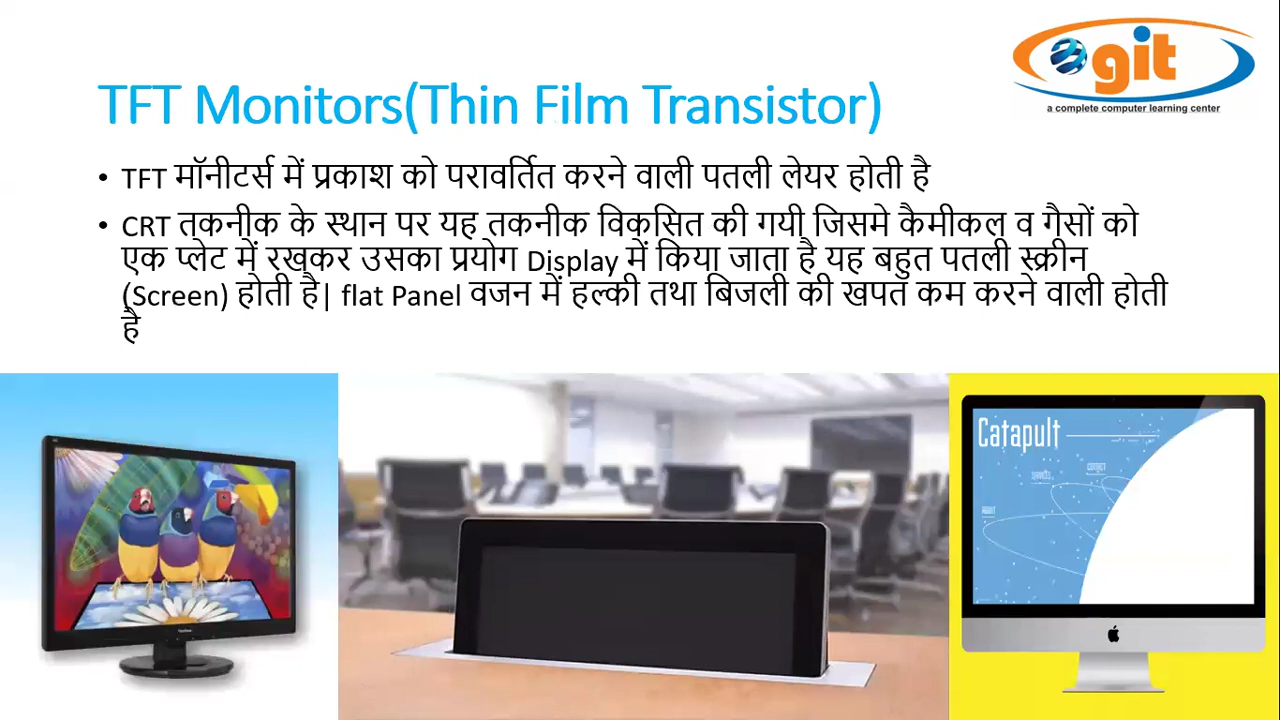 egit
a complete computer learning center
TFT Monitors(Thin Film Transistor)
• TFT मॉनीटर्स में प्रकाश को परावर्तित करने वाली पतली लेयर होती है
• CRT तकनीक के स्थान पर यह तकनीक विकसित की गयी जिसमे कैमीकल व गैसों को
एक प्लेट में रखकर उसका प्रयोग Display में किया जाता है यह बहुत पतली स्क्रीन
(Screen) होती है| flat Panel वजन में हल्की तथा बिजली की खपत कम करने वाली होती
है
Catapult